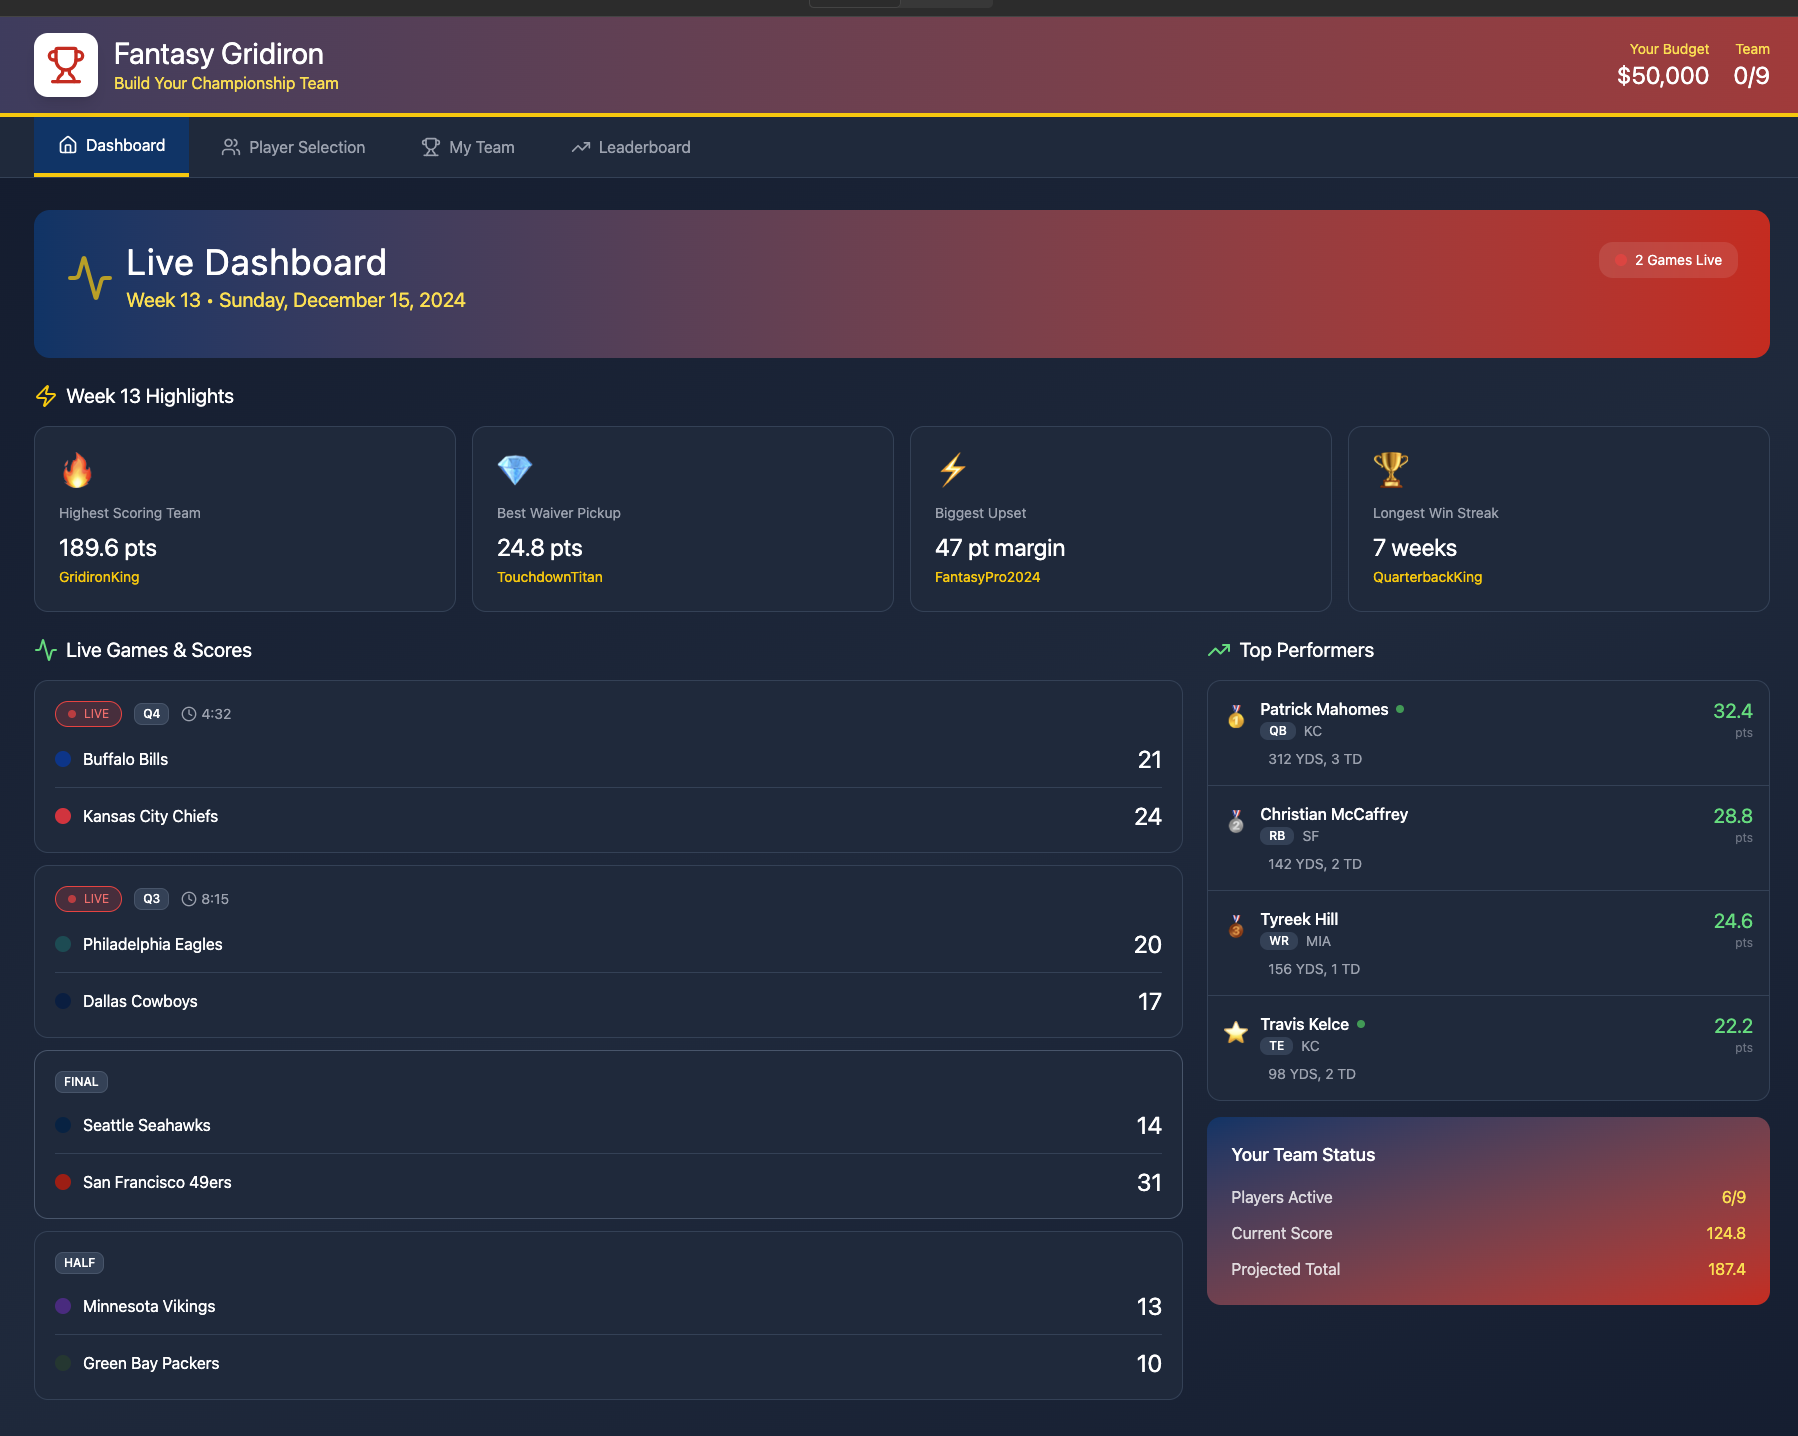 Fantasy Gridiron
Build Your Championship Team
Your Budget
$50,000
Team
0/9
Dashboard
Player Selection
My Team
Leaderboard
Live Dashboard
Week 13 • Sunday, December 15, 2024
2 Games Live
Week 13 Highlights
Highest Scoring Team
189.6 pts
GridironKing
Best Waiver Pickup
24.8 pts
TouchdownTitan
Biggest Upset
47 pt margin
FantasyPro2024
Longest Win Streak
7 weeks
QuarterbackKing
Live Games & Scores
LIVE Q4 4:32
Buffalo Bills 21
Kansas City Chiefs 24
LIVE Q3 8:15
Philadelphia Eagles 20
Dallas Cowboys 17
FINAL
Seattle Seahawks 14
San Francisco 49ers 31
HALF
Minnesota Vikings 13
Green Bay Packers 10
Top Performers
1
Patrick Mahomes 32.4
QB KC pts
312 YDS, 3 TD
2
Christian McCaffrey 28.8
RB SF pts
142 YDS, 2 TD
3
Tyreek Hill 24.6
WR MIA pts
156 YDS, 1 TD
Travis Kelce 22.2
TE KC pts
98 YDS, 2 TD
Your Team Status
Players Active 6/9
Current Score 124.8
Projected Total 187.4